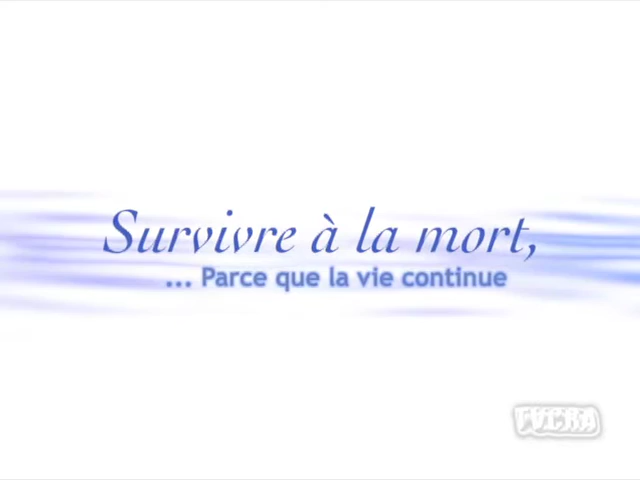 Survivre à la mort,
... Parce que la vie continue